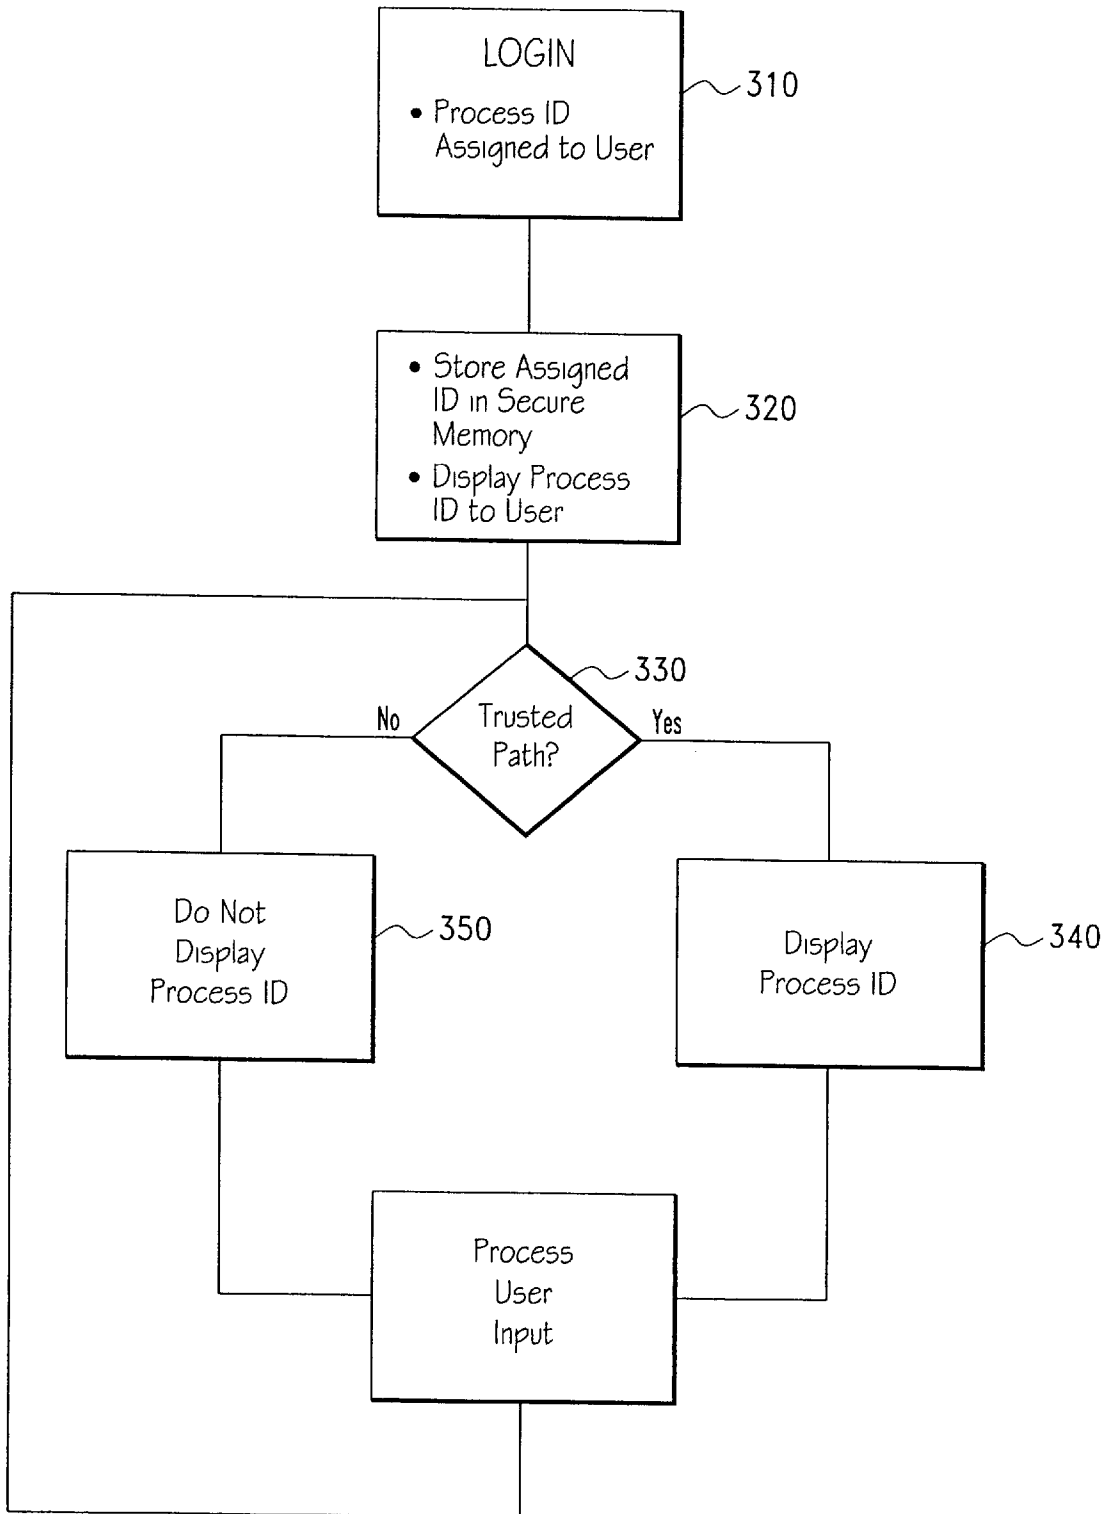 LOGIN
• Process ID
Assigned to User
310
• Store Assigned
ID in Secure
Memory
• Display Process
ID to User
320
330
No
Trusted
Path?
Yes
Do Not
Display
Process ID
350
Display
Process ID
340
Process
User
Input